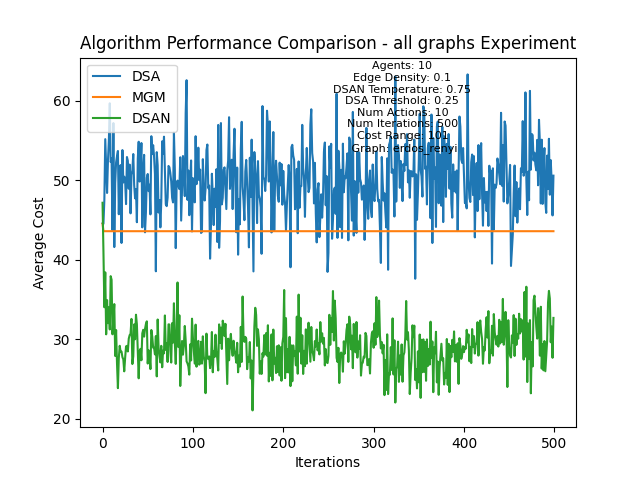 Algorithm Performance Comparison - all graphs Experiment
DSA
MGM
DSAN
Agents: 10
Edge Density: 0.1
DSAN Temperature: 0.75
DSA Threshold: 0.25
Num Actions: 10
Num Iterations: 500
Cost Range: 101
Graph: erdos_renyi
Average Cost
60
50
40
30
20
0
100
200
300
400
500
Iterations